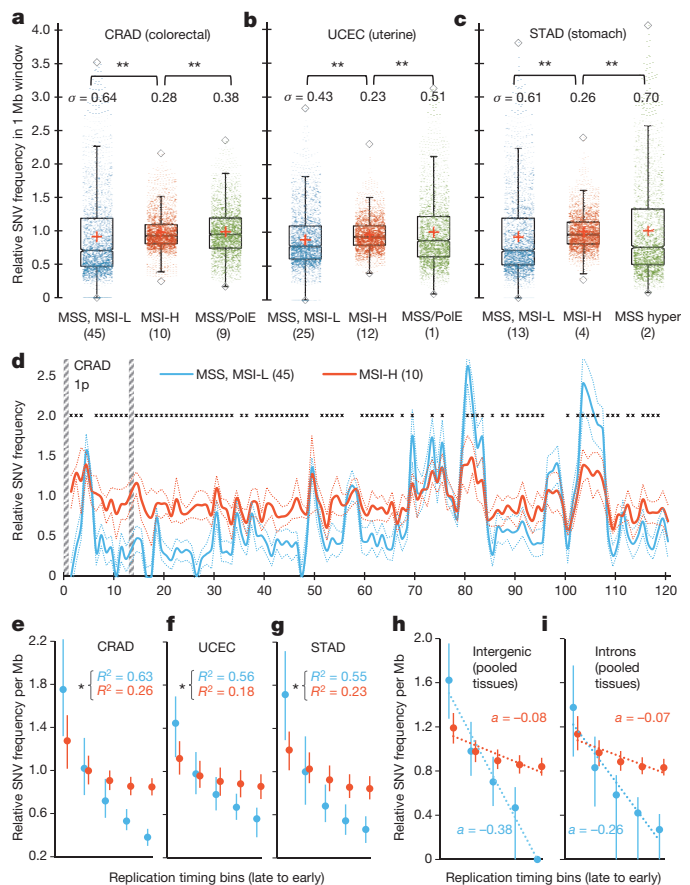 a b c
CRAD (colorectal) UCEC (uterine) STAD (stomach)
Relative SNV frequency in 1 Mb window
4.0
3.5
3.0
2.5
2.0
1.5
1.0
0.5
0
** ** ** ** ** **
σ = 0.64 0.28 0.38 σ = 0.43 0.23 0.51 σ = 0.61 0.26 0.70
MSS, MSI-L MSI-H MSS/PolE MSS, MSI-L MSI-H MSS/PolE MSS, MSI-L MSI-H MSS hyper
(45) (10) (9) (25) (12) (1) (13) (4) (2)
d
CRAD
1p
MSS, MSI-L (45) MSI-H (10)
Relative SNV frequency
2.5
2.0
1.5
1.0
0.5
0
0 10 20 30 40 50 60 70 80 90 100 110 120
e f g h i
CRAD UCEC STAD Intergenic (pooled tissues) Introns (pooled tissues)
Relative SNV frequency per Mb
2.2
1.8
1.4
1.0
0.6
0.2
* R² = 0.63 * R² = 0.56 * R² = 0.55
R² = 0.26 R² = 0.18 R² = 0.23
Relative SNV frequency per Mb
1.6
1.2
0.8
0.4
0
2.0
a = −0.08 a = −0.07
a = −0.38 a = −0.26
Replication timing bins (late to early) Replication timing bins (late to early)